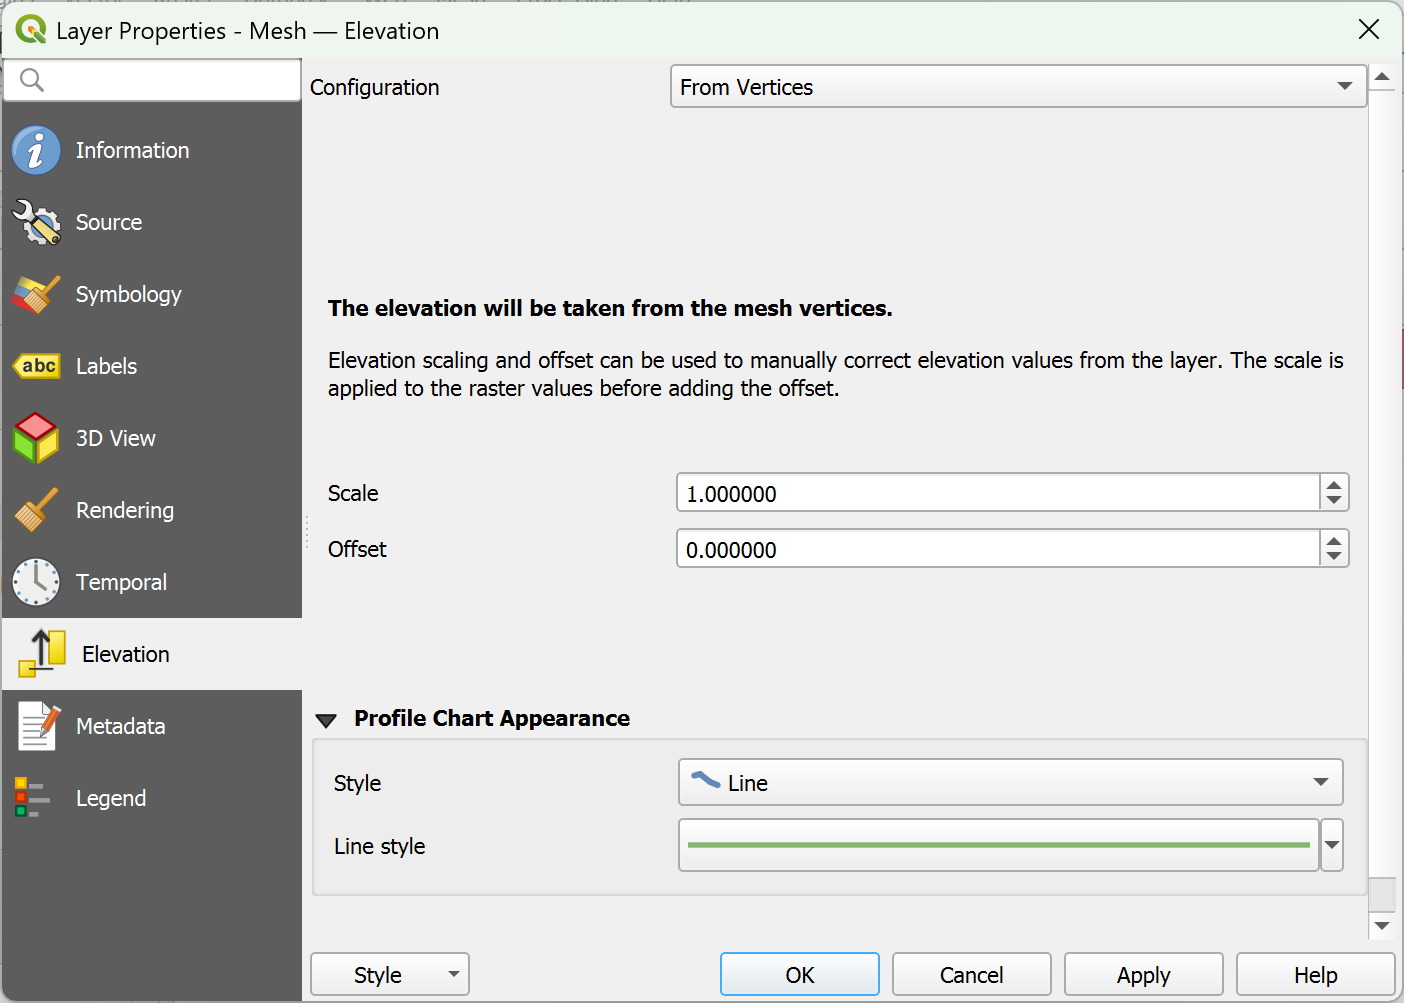 Layer Properties - Mesh — Elevation
Configuration
From Vertices
Information
Source
Symbology
abc
Labels
3D View
Rendering
Temporal
Elevation
Metadata
Legend
The elevation will be taken from the mesh vertices.
Elevation scaling and offset can be used to manually correct elevation values from the layer. The scale is
applied to the raster values before adding the offset.
Scale
1.000000
Offset
0.000000
Profile Chart Appearance
Style
Line
Line style
Style
OK
Cancel
Apply
Help